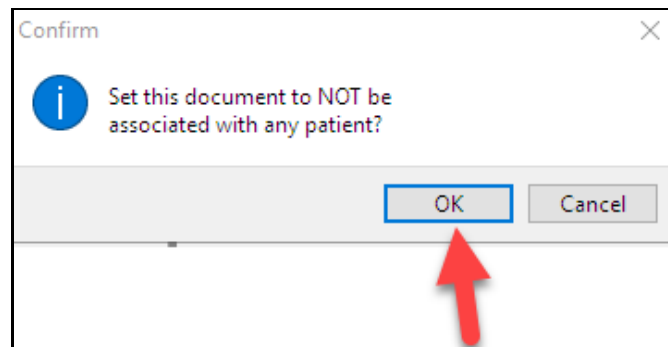 Confirm
Set this document to NOT be
associated with any patient?
OK
Cancel